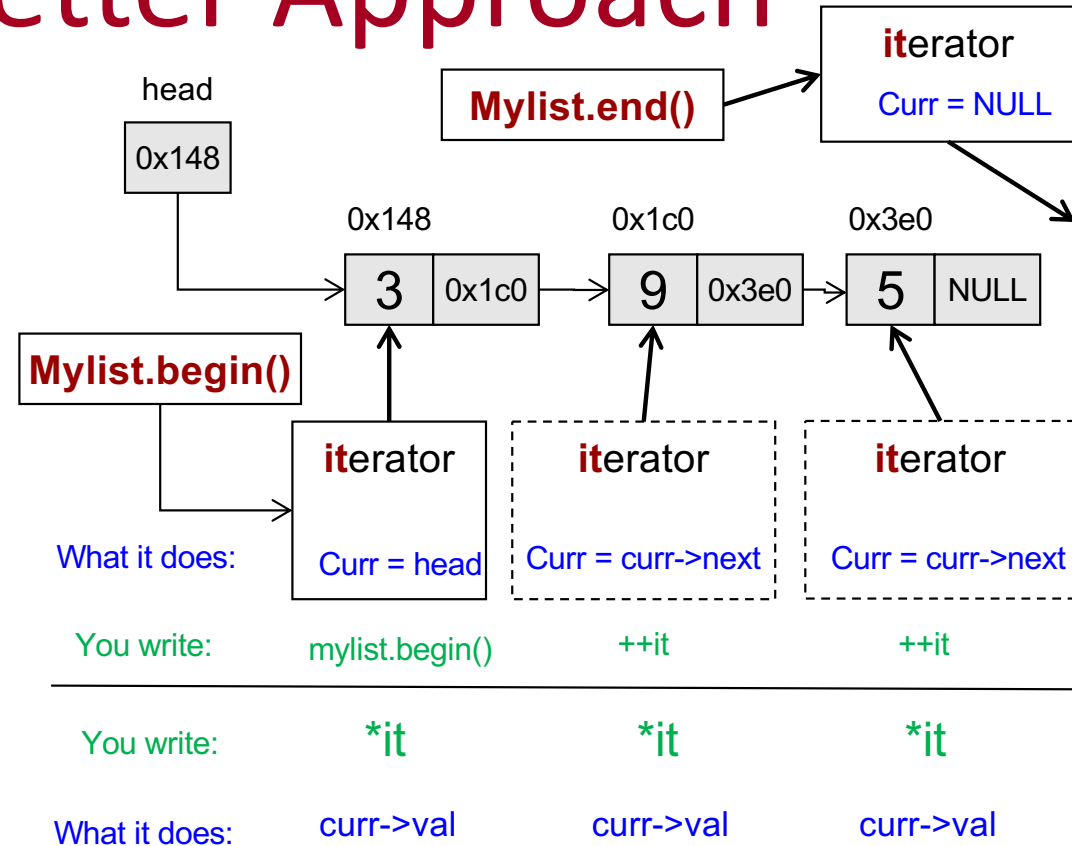 etter Approach
iterator
Curr = NULL
Mylist.end()
head
0x148
0x148 0x1c0 0x3e0
3 0x1c0 9 0x3e0 5 NULL
Mylist.begin()
iterator iterator iterator
What it does: Curr = head Curr = curr->next Curr = curr->next
You write: mylist.begin() ++it ++it
You write: *it *it *it
What it does: curr->val curr->val curr->val